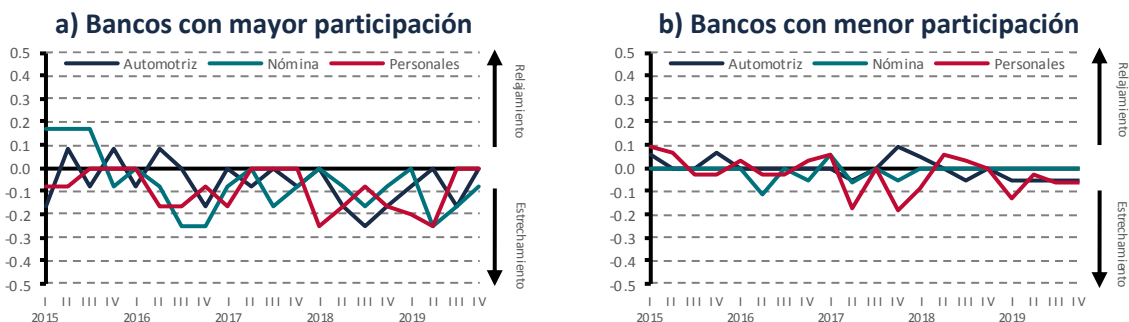 a) Bancos con mayor participación
0.5
0.4
0.3
0.2
0.1
0.0
-0.1
-0.2
-0.3
-0.4
-0.5
Automotriz Nómina Personales
I II III IV I II III IV I II III IV I II III IV I II III IV
2015 2016 2017 2018 2019
Relajamiento
Estrechamiento
b) Bancos con menor participación
0.5
0.4
0.3
0.2
0.1
0.0
-0.1
-0.2
-0.3
-0.4
-0.5
Automotriz Nómina Personales
I II III IV I II III IV I II III IV I II III IV I II III IV
2015 2016 2017 2018 2019
Relajamiento
Estrechamiento